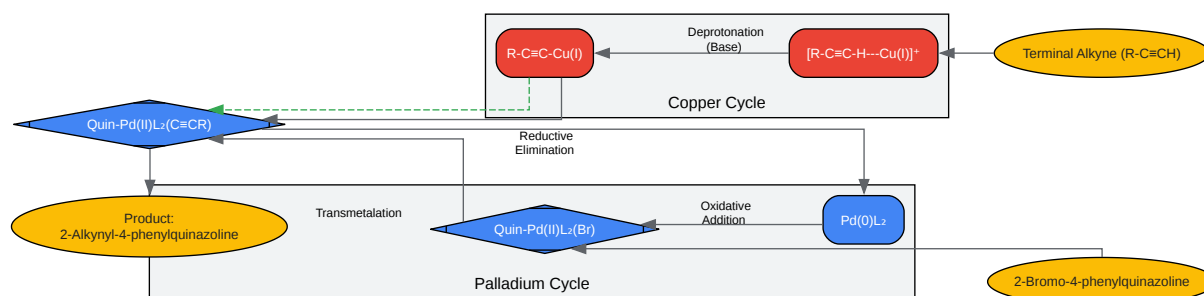 Deprotonation
(Base)
R-C≡C-Cu(I)
[R-C≡C-H---Cu(I)]⁺
Terminal Alkyne (R-C≡CH)
Copper Cycle
Quin-Pd(II)L₂(C≡CR)
Reductive
Elimination
Product:
2-Alkynyl-4-phenylquinazoline
Transmetalation
Oxidative
Addition
Quin-Pd(II)L₂(Br)
Pd(0)L₂
Palladium Cycle
2-Bromo-4-phenylquinazoline